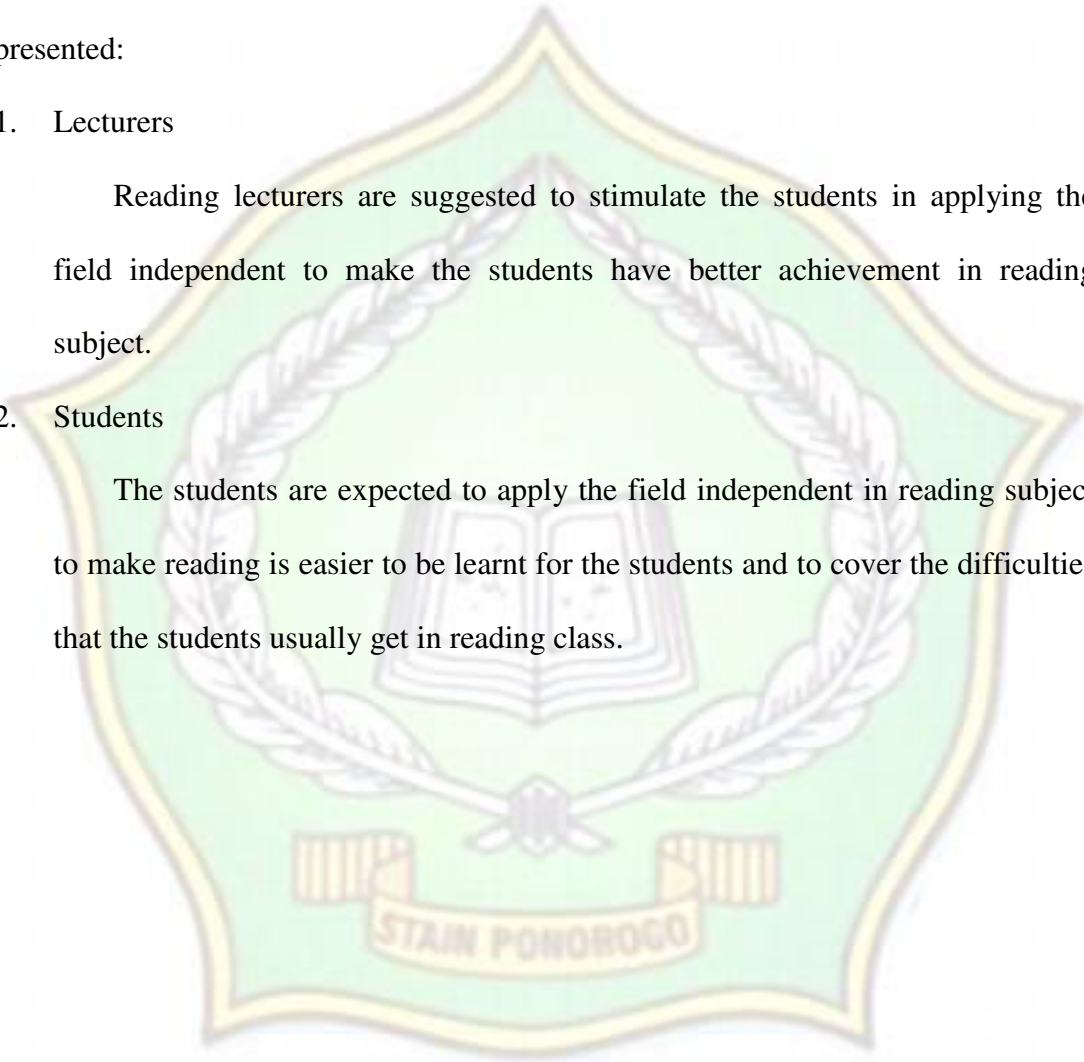 presented:
1. Lecturers
Reading lecturers are suggested to stimulate the students in applying the
field independent to make the students have better achievement in reading
subject.
2. Students
The students are expected to apply the field independent in reading subject
to make reading is easier to be learnt for the students and to cover the difficulties
that the students usually get in reading class.
STAIN PONOROGO